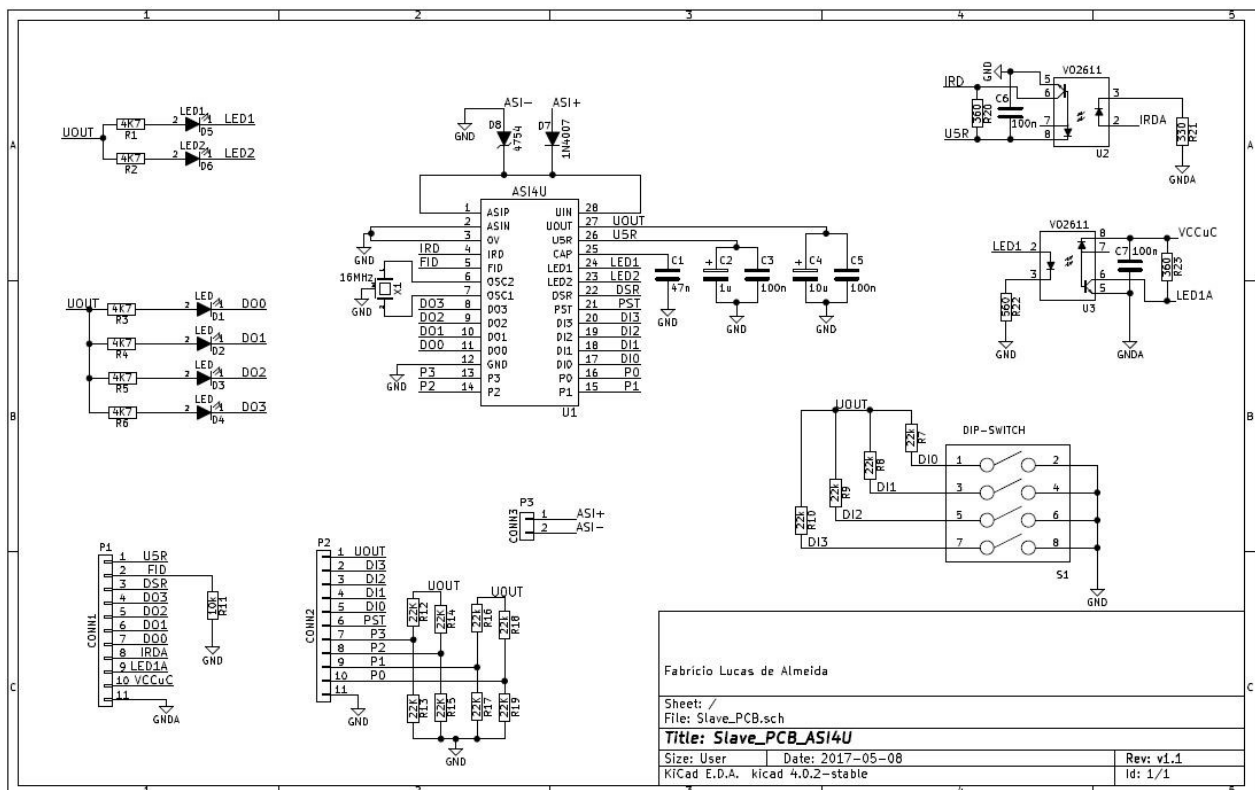 1 2 3 4 5
A
B
C
UOUT
4K7
R1
LED1
2 1
D5
LED1
4K7
R2
LED2
2 1
D6
LED2
UOUT
4K7
R3
LED
2 1
D1
DO0
4K7
R4
LED
2 1
D2
DO1
4K7
R5
LED
2 1
D3
DO2
4K7
R6
LED
2 1
D4
DO3
ASI- ASI+
GND
D8
4754
D7
1N4007
ASI4U
1 ASIP UIN 28
2 ASIN UOUT 27 UOUT
3 0V U5R 26 U5R
IRD 4 IRD CAP 25
FID 5 FID LED1 24 LED1
6 OSC2 LED2 23 LED2
7 OSC1 DSR 22 DSR
DO3 8 DO3 PST 21 PST
DO2 9 DO2 DI3 20 DI3
DO1 10 DO1 DI2 19 DI2
DO0 11 DO0 DI1 18 DI1
12 GND DI0 17 DI0
P3 13 P3 P0 16 P0
P2 14 P2 P1 15 P1
U1
GND
16MHz
X1
GND
GND
C1
47n
GND
C2
1u
C3
100n
GND
C4
10u
C5
100n
GND
VO2611
IRD
GND
360
R20
C6
100n
U5R
5
6
7
8
3
2
U2
IRDA
330
R21
GNDA
VO2611
LED1
2
3
8
7
6
5
U3
560
R22
GND
C7 100n
VCCuC
360
R23
LED1A
GNDA
UOUT
22k
R7
22k
R8
22k
R9
22k
R10
DI0
DI1
DI2
DI3
DIP-SWITCH
1 2
3 4
5 6
7 8
S1
GND
P3
CONN3
1 ASI+
2 ASI-
P1
CONN1
1 U5R
2 FID
3 DSR
4 DO3
5 DO2
6 DO1
7 DO0
8 IRDA
9 LED1A
10 VCCuC
11
10k
R11
GND
GNDA
P2
CONN2
1 UOUT
2 DI3
3 DI2
4 DI1
5 DI0
6 PST
7 P3
8 P2
9 P1
10 P0
11
GND
UOUT
22K
R12
22K
R14
UOUT
22k
R16
22k
R18
22K
R13
22K
R15
22K
R17
22K
R19
GND
Fabricio Lucas de Almeida
Sheet: /
File: Slave_PCB.sch
Title: Slave_PCB_ASI4U
Size: User Date: 2017-05-08 Rev: v1.1
KiCad E.D.A. kicad 4.0.2-stable Id: 1/1
A
B
C
1 2 3 4 5